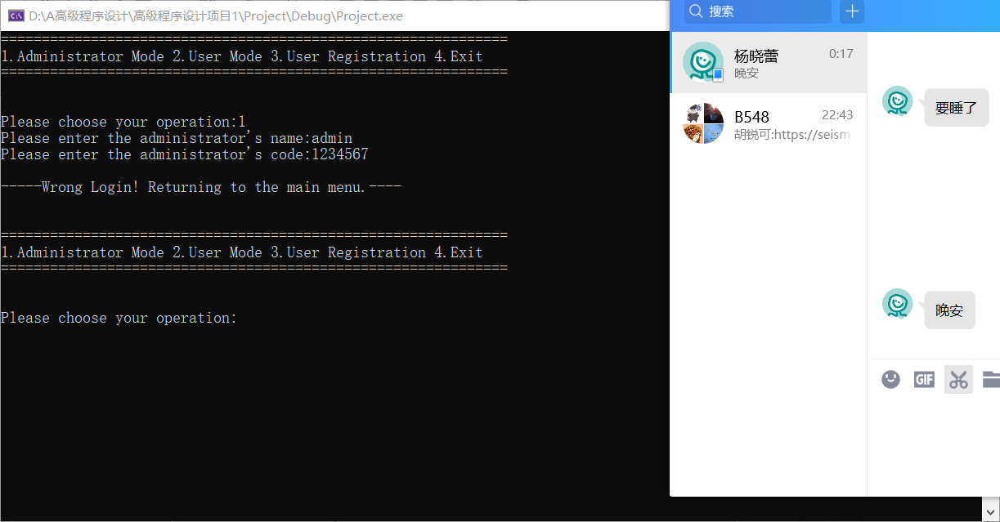 D:\A高级程序设计\高级程序设计项目1\Project\Debug\Project.exe
==============================================================
1.Administrator Mode 2.User Mode 3.User Registration 4.Exit
==============================================================
Please choose your operation:1
Please enter the administrator's name:admin
Please enter the administrator's code:1234567
-----Wrong Login! Returning to the main menu.----
==============================================================
1.Administrator Mode 2.User Mode 3.User Registration 4.Exit
==============================================================
Please choose your operation:
搜索
杨晓蕾 0:17
晚安
B548 22:43
胡锐可:https://seism
要睡了
晚安
GIF